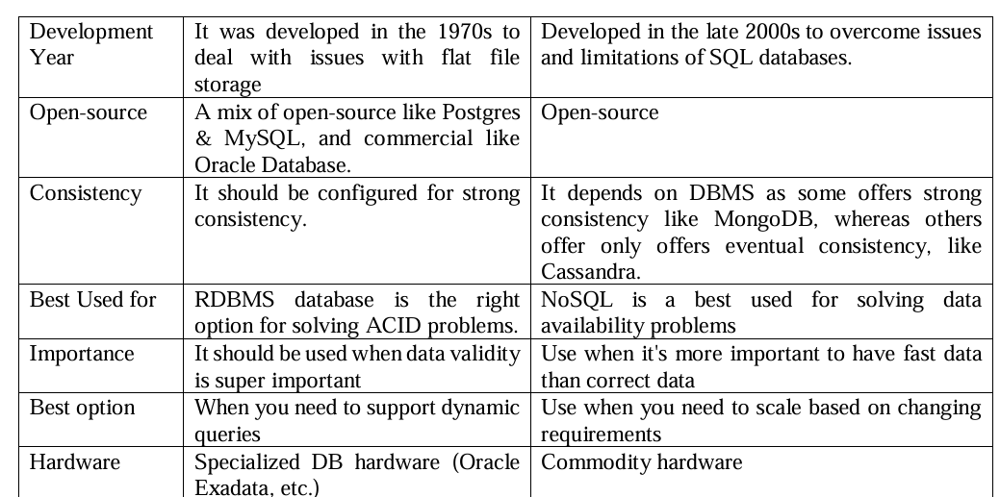 Development Year
It was developed in the 1970s to
deal with issues with flat file
storage
Developed in the late 2000s to overcome issues
and limitations of SQL databases.
Open-source
A mix of open-source like Postgres
& MySQL, and commercial like
Oracle Database.
Open-source
Consistency
It should be configured for strong
consistency.
It depends on DBMS as some offers strong
consistency like MongoDB, whereas others
offer only offers eventual consistency, like
Cassandra.
Best Used for
RDBMS database is the right
option for solving ACID problems.
NoSQL is a best used for solving data
availability problems
Importance
It should be used when data validity
is super important
Use when it's more important to have fast data
than correct data
Best option
When you need to support dynamic
queries
Use when you need to scale based on changing
requirements
Hardware
Specialized DB hardware (Oracle
Exadata, etc.)
Commodity hardware